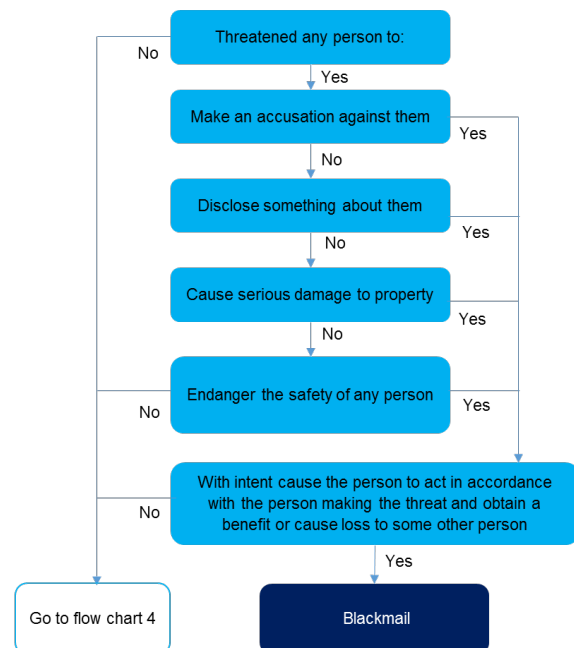 Threatened any person to:
No
Yes
Make an accusation against them
Yes
No
Disclose something about them
Yes
No
Cause serious damage to property
Yes
No
Endanger the safety of any person
No
Yes
With intent cause the person to act in accordance
with the person making the threat and obtain a
benefit or cause loss to some other person
No
Yes
Go to flow chart 4
Blackmail